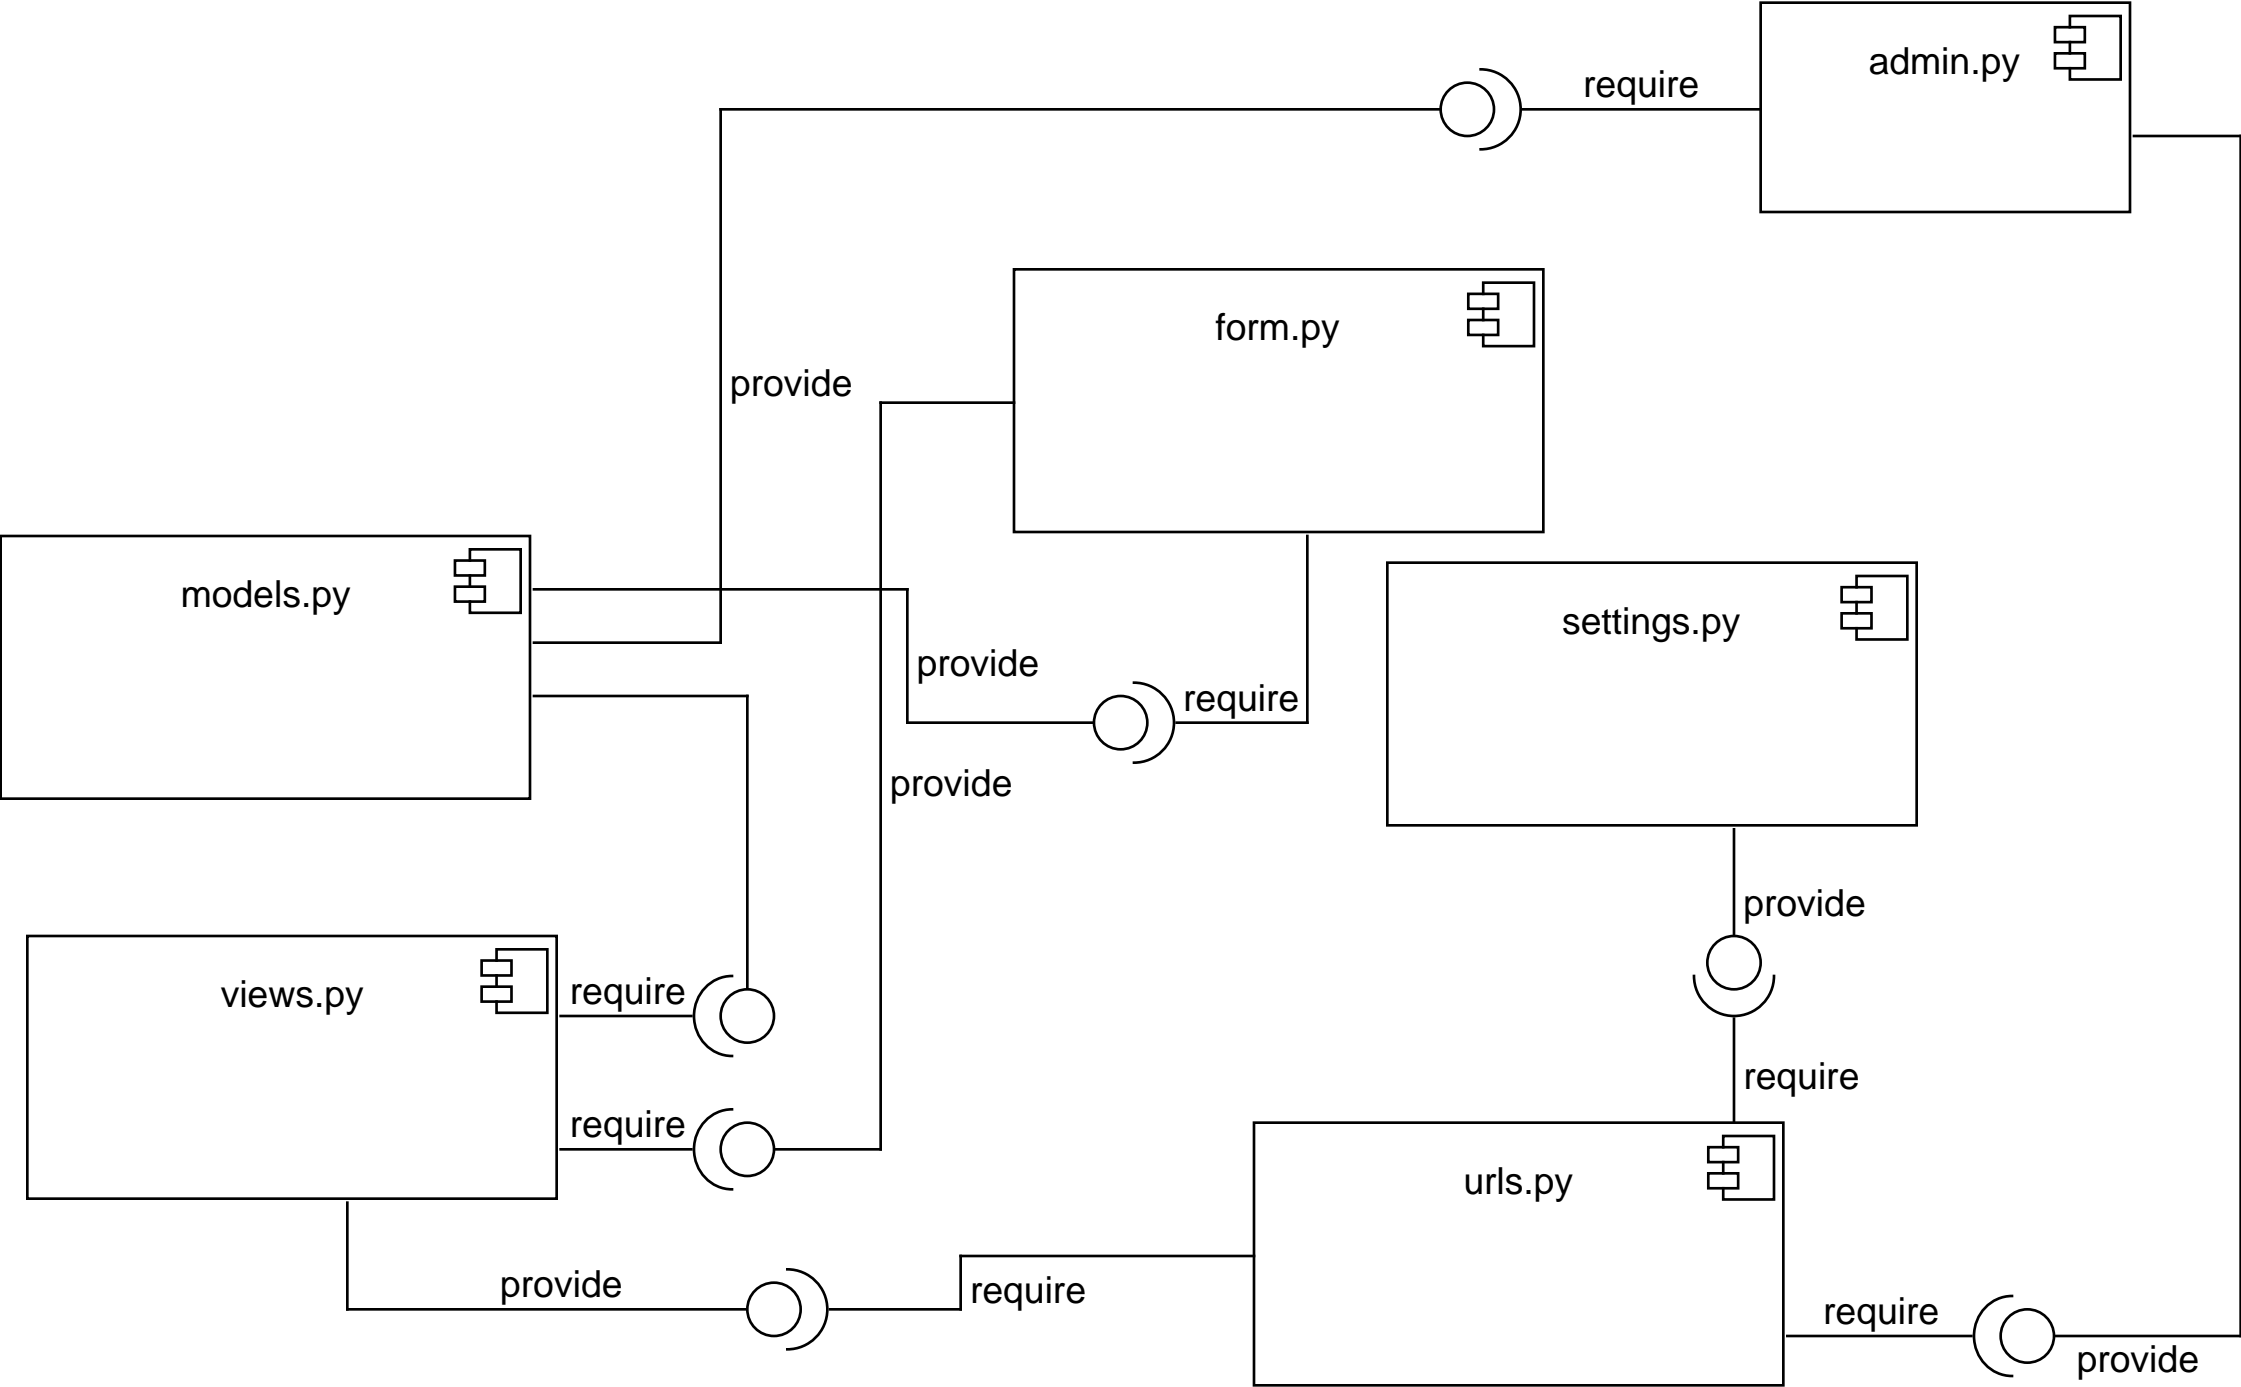 admin.py
require
form.py
provide
models.py
settings.py
provide
require
provide
provide
views.py
require
require
require
urls.py
provide
require
require
provide